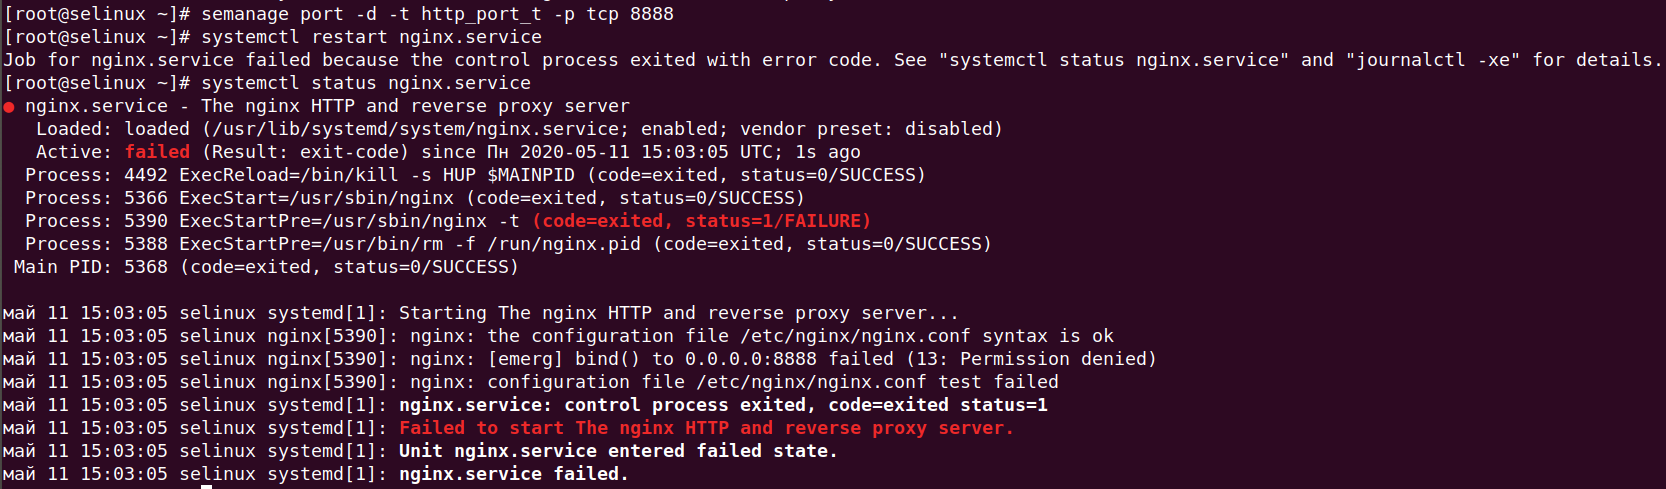 [root@selinux ~]# semanage port -d -t http_port_t -p tcp 8888
[root@selinux ~]# systemctl restart nginx.service
Job for nginx.service failed because the control process exited with error code. See "systemctl status nginx.service" and "journalctl -xe" for details.
[root@selinux ~]# systemctl status nginx.service
● nginx.service - The nginx HTTP and reverse proxy server
   Loaded: loaded (/usr/lib/systemd/system/nginx.service; enabled; vendor preset: disabled)
   Active: failed (Result: exit-code) since Пн 2020-05-11 15:03:05 UTC; 1s ago
  Process: 4492 ExecReload=/bin/kill -s HUP $MAINPID (code=exited, status=0/SUCCESS)
  Process: 5366 ExecStart=/usr/sbin/nginx (code=exited, status=0/SUCCESS)
  Process: 5390 ExecStartPre=/usr/sbin/nginx -t (code=exited, status=1/FAILURE)
  Process: 5388 ExecStartPre=/usr/bin/rm -f /run/nginx.pid (code=exited, status=0/SUCCESS)
 Main PID: 5368 (code=exited, status=0/SUCCESS)

май 11 15:03:05 selinux systemd[1]: Starting The nginx HTTP and reverse proxy server...
май 11 15:03:05 selinux nginx[5390]: nginx: the configuration file /etc/nginx/nginx.conf syntax is ok
май 11 15:03:05 selinux nginx[5390]: nginx: [emerg] bind() to 0.0.0.0:8888 failed (13: Permission denied)
май 11 15:03:05 selinux nginx[5390]: nginx: configuration file /etc/nginx/nginx.conf test failed
май 11 15:03:05 selinux systemd[1]: nginx.service: control process exited, code=exited status=1
май 11 15:03:05 selinux systemd[1]: Failed to start The nginx HTTP and reverse proxy server.
май 11 15:03:05 selinux systemd[1]: Unit nginx.service entered failed state.
май 11 15:03:05 selinux systemd[1]: nginx.service failed.